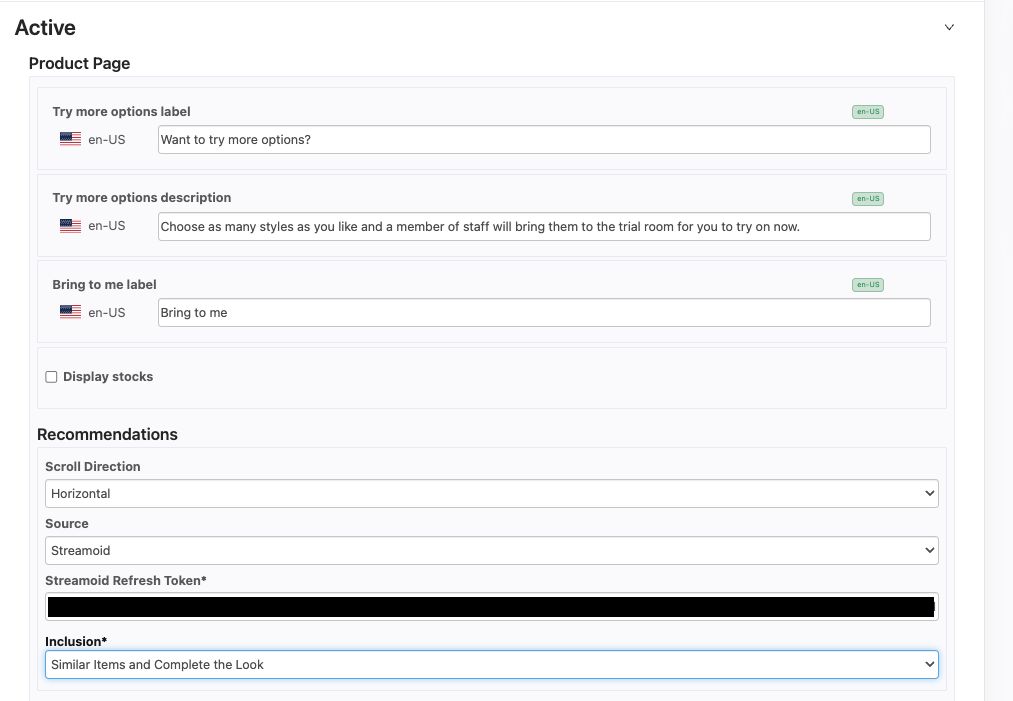 Active
Product Page
Try more options label
en-US
en-US
Want to try more options?
Try more options description
en-US
en-US
Choose as many styles as you like and a member of staff will bring them to the trial room for you to try on now.
Bring to me label
en-US
en-US
Bring to me
Display stocks
Recommendations
Scroll Direction
Horizontal
Source
Streamoid
Streamoid Refresh Token*
Inclusion*
Similar Items and Complete the Look